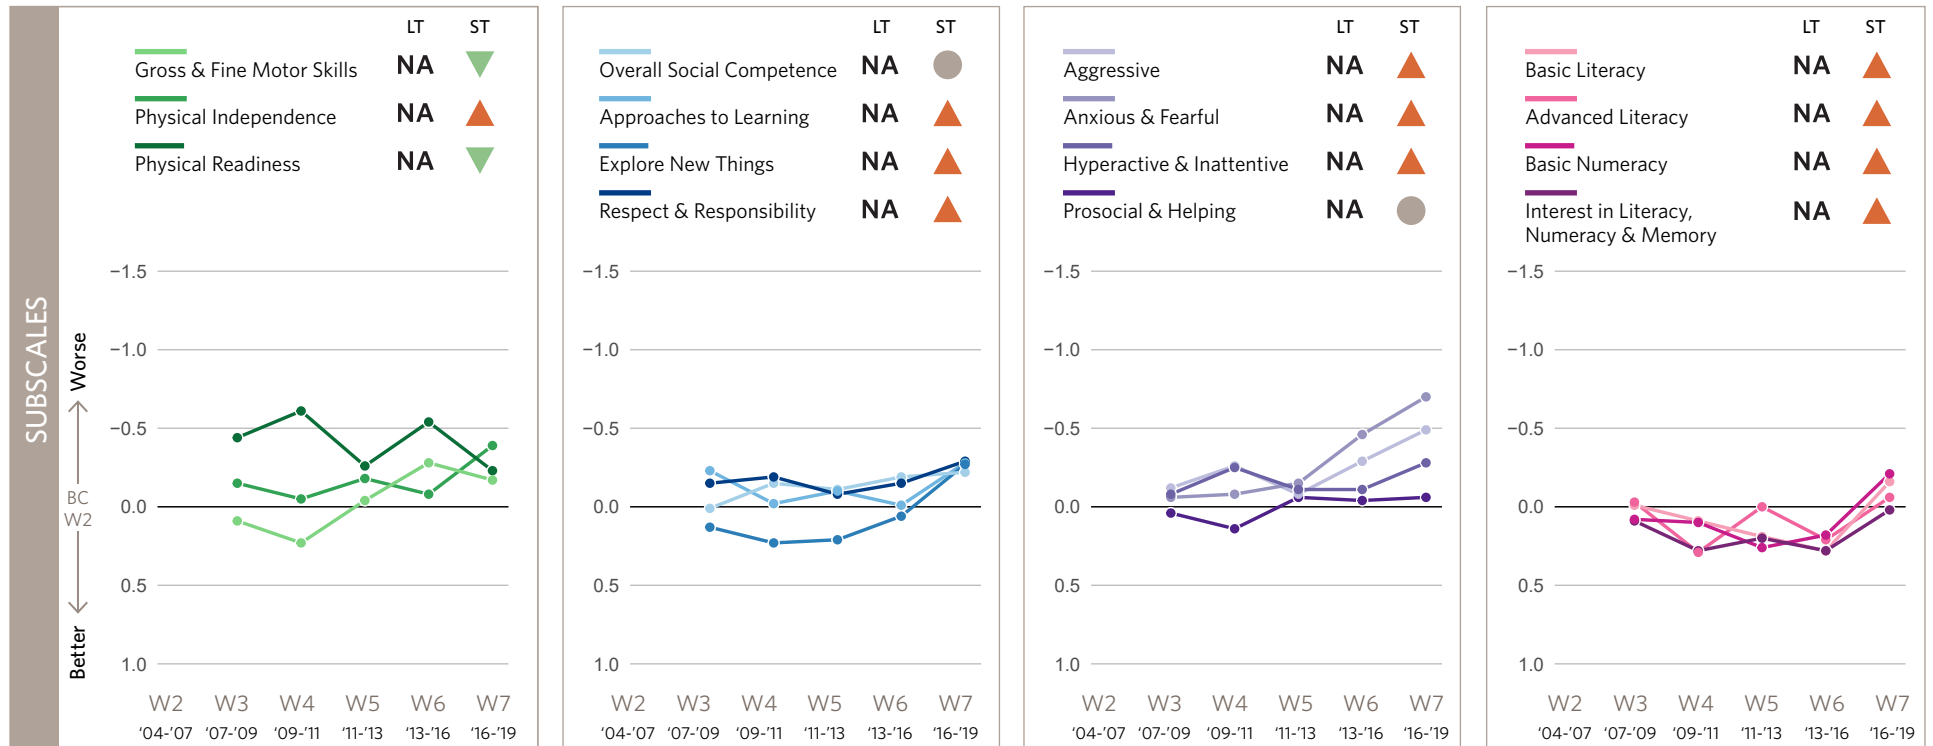 SUBSCALES
Worse
BC
W2
Better
LT ST
Gross & Fine Motor Skills NA
Physical Independence NA
Physical Readiness NA
−1.5
−1.0
−0.5
0.0
0.5
1.0
W2 W3 W4 W5 W6 W7
‘04-’07 ‘07-’09 ‘09-’11 ‘11-’13 ‘13-’16 ‘16-’19
LT ST
Overall Social Competence NA
Approaches to Learning NA
Explore New Things NA
Respect & Responsibility NA
−1.5
−1.0
−0.5
0.0
0.5
1.0
W2 W3 W4 W5 W6 W7
‘04-’07 ‘07-’09 ‘09-’11 ‘11-’13 ‘13-’16 ‘16-’19
LT ST
Aggressive NA
Anxious & Fearful NA
Hyperactive & Inattentive NA
Prosocial & Helping NA
−1.5
−1.0
−0.5
0.0
0.5
1.0
W2 W3 W4 W5 W6 W7
‘04-’07 ‘07-’09 ‘09-’11 ‘11-’13 ‘13-’16 ‘16-’19
LT ST
Basic Literacy NA
Advanced Literacy NA
Basic Numeracy NA
Interest in Literacy, NA
Numeracy & Memory
−1.5
−1.0
−0.5
0.0
0.5
1.0
W2 W3 W4 W5 W6 W7
‘04-’07 ‘07-’09 ‘09-’11 ‘11-’13 ‘13-’16 ‘16-’19